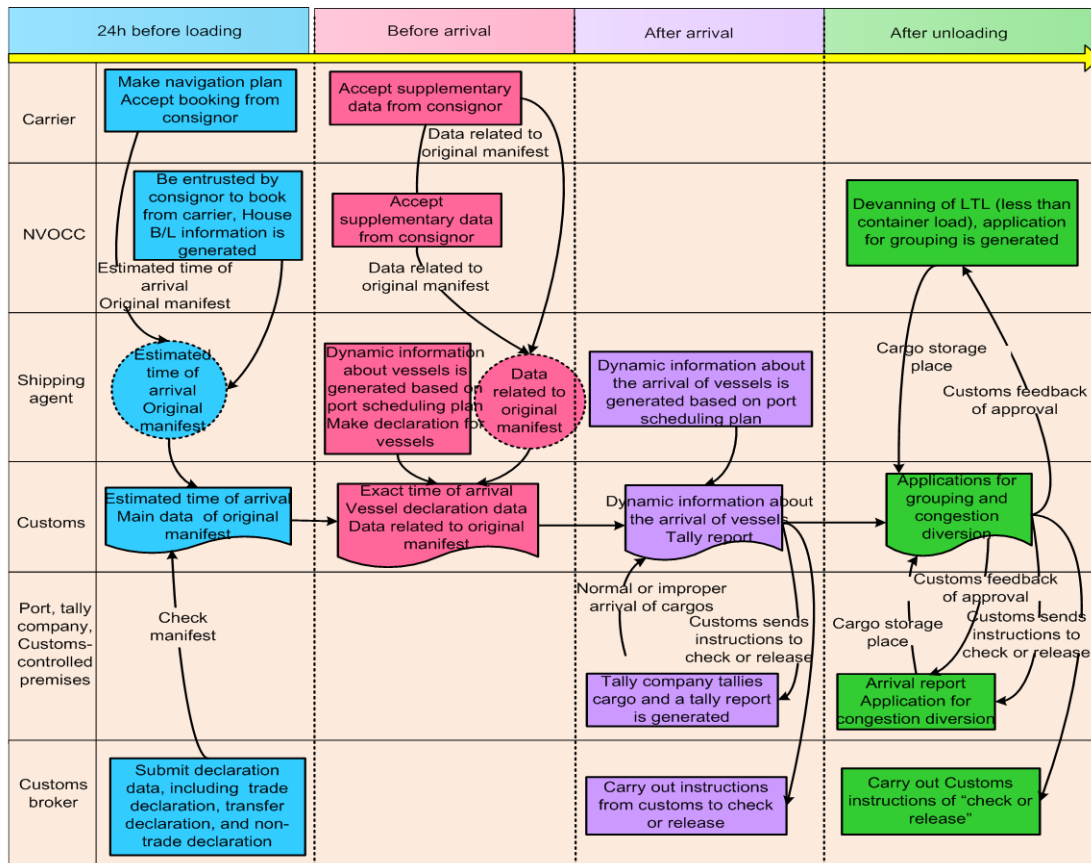 24h before loading
Before arrival
After arrival
After unloading
Carrier
Make navigation plan
Accept booking from
consignor
Accept supplementary
data from consignor
Data related to
original manifest
NVOCC
Be entrusted by
consignor to book
from carrier, House
B/L information is
generated
Estimated time of
arrival
Original manifest
Accept
supplementary data
from consignor
Data related to
original manifest
Devanning of LTL (less than
container load), application
for grouping is generated
Shipping
agent
Estimated
time of
arrival
Original
manifest
Dynamic information
about vessels is
generated based on
port scheduling plan
Make declaration for
vessels
Data
related to
original
manifest
Dynamic information about
the arrival of vessels is
generated based on port
scheduling plan
Cargo storage
place
Customs feedback
of approval
Customs
Estimated time of arrival
Main data of original
manifest
Exact time of arrival
Vessel declaration data
Data related to original
manifest
Dynamic information about
the arrival of vessels
Tally report
Applications for
grouping and
congestion
diversion
Port, tally
company,
Customs-
controlled
premises
Check
manifest
Normal or improper
arrival of cargos
Customs sends
instructions to
check or release
Tally company tallies
cargo and a tally report
is generated
Customs feedback
of approval
Cargo storage
place
Customs sends
instructions to
check or release
Arrival report
Application for
congestion diversion
Customs
broker
Submit declaration
data, including trade
declaration, transfer
declaration, and non-
trade declaration
Carry out instructions
from customs to check
or release
Carry out Customs
instructions of “check or
release”